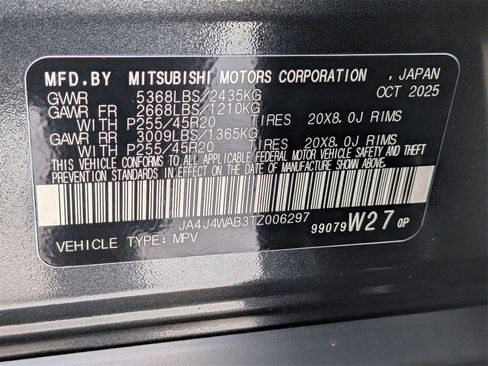 MFD.BY MITSUBISHI MOTORS CORPORATION , JAPAN
GVWR 5368LBS/2435KG OCT 2025
GAWR FR 2668LBS/1210KG
WITH P255/45R20 TIRES 20X8.0J RIMS
GAWR RR 3009LBS/1365KG
WITH P255/45R20 TIRES 20X8.0J RIMS
THIS VEHICLE CONFORMS TO ALL APPLICABLE FEDERAL MOTOR VEHICLE SAFETY AND THEFT
PREVENTION STANDARDS IN EFFECT ON THE DATE OF MANUFACTURE SHOWN ABOVE.
JA4J4WAB3TZ006297
VEHICLE TYPE: MPV 99079 W27 0P